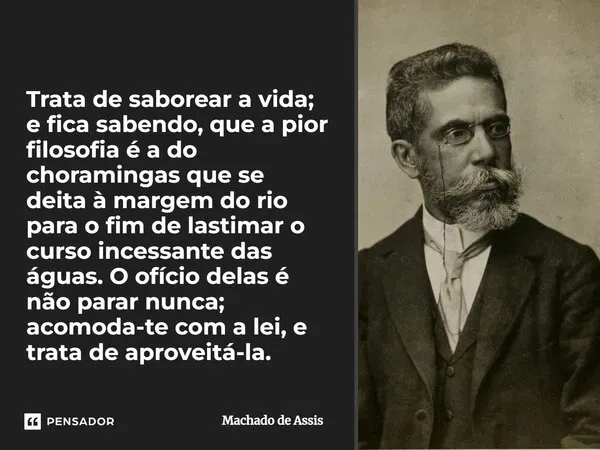 Trata de saborear a vida;
e fica sabendo, que a pior
filosofia é a do
choramingas que se
deita à margem do rio
para o fim de lastimar o
curso incessante das
águas. O ofício delas é
não parar nunca;
acomoda-te com a lei, e
trata de aproveitá-la.
PENSADOR
Machado de Assis